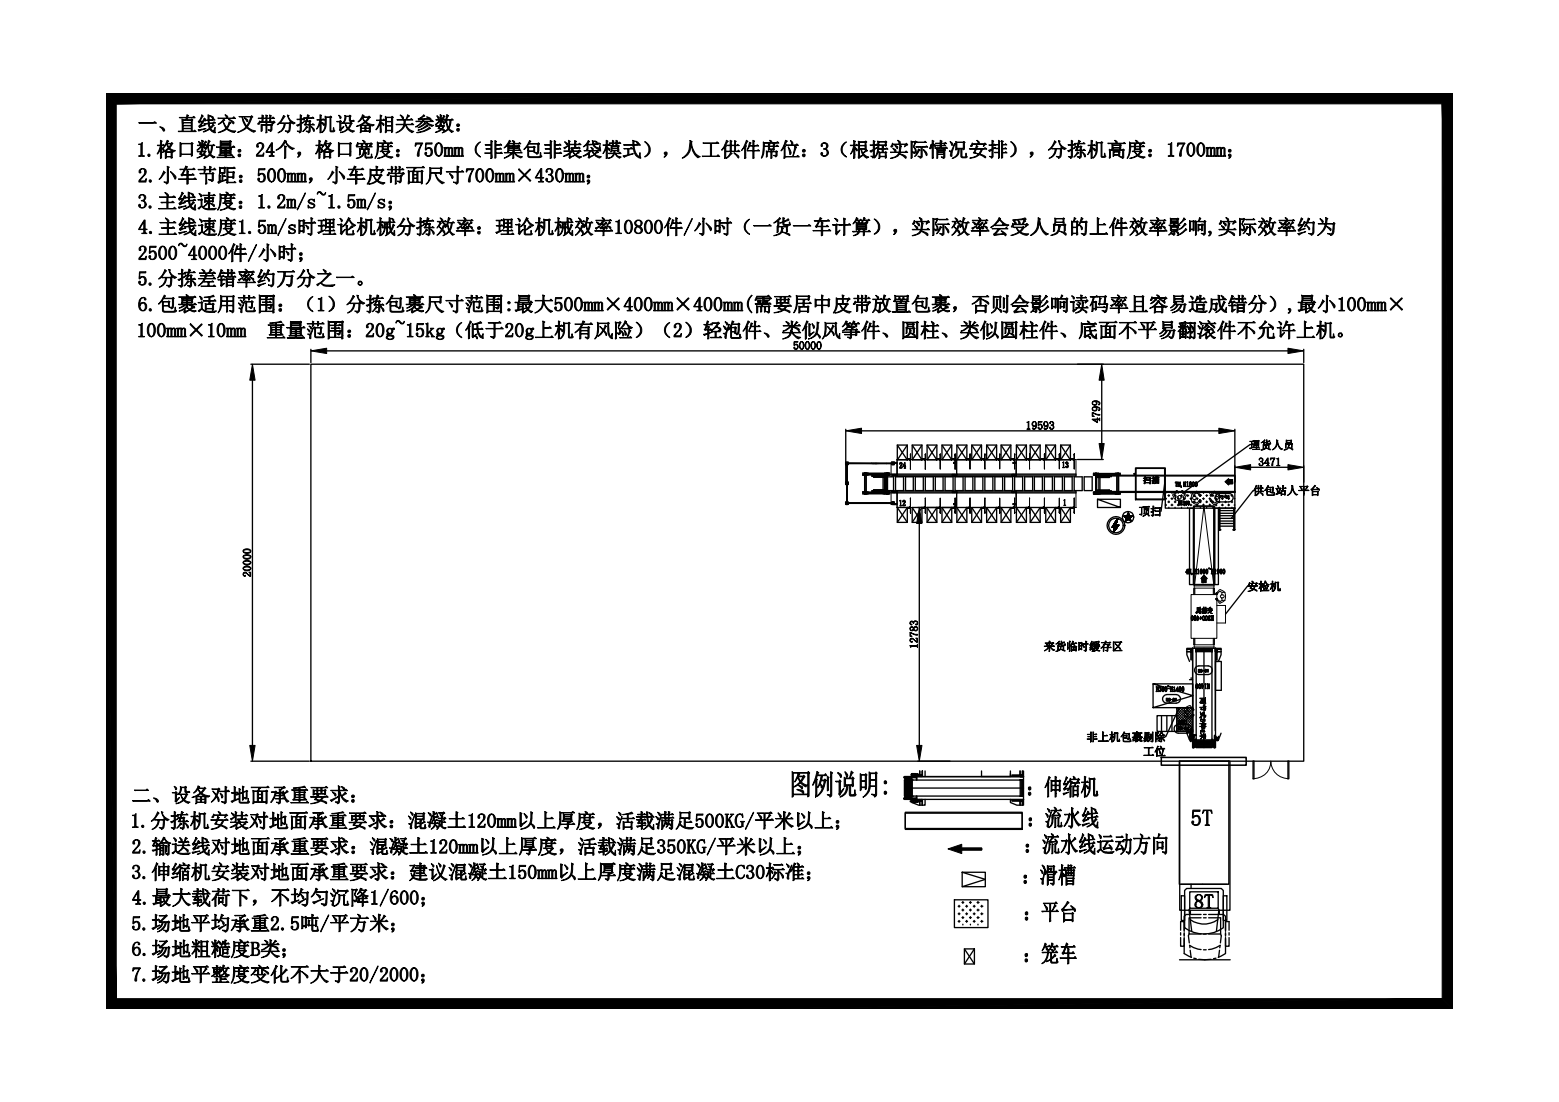 一、直线交叉带分拣机设备相关参数:
1.格口数量: 24个, 格口宽度: 750mm (非集包非装袋模式), 人工供件席位: 3 (根据实际情况安排), 分拣机高度: 1700mm;
2.小车节距: 500mm, 小车皮带面尺寸700mm×430mm;
3.主线速度: 1.2m/s~1.5m/s;
4.主线速度1.5m/s时理论机械分拣效率: 理论机械效率10800件/小时 (一货一车计算), 实际效率会受人员的上件效率影响,实际效率约为
2500~4000件/小时;
5.分拣差错率约万分之一。
6.包裹适用范围: (1) 分拣包裹尺寸范围:最大500mm×400mm×400mm(需要居中皮带放置包裹, 否则会影响读码率且容易造成错分),最小100mm×
100mm×10mm 重量范围: 20g~15kg (低于20g上机有风险) (2) 轻泡件、类似风筝件、圆柱、类似圆柱件、底面不平易翻滚件不允许上机。
50000
4799
19593
理货人员
3471
24
13
供包站人平台
12
1
顶扫
20000
安检机
12783
来货临时缓存区
非上机包裹剔除
工位
图例说明:
: 伸缩机
: 流水线
: 流水线运动方向
: 滑槽
: 平台
: 笼车
5T
8T
二、设备对地面承重要求:
1.分拣机安装对地面承重要求: 混凝土120mm以上厚度, 活载满足500KG/平米以上;
2.输送线对地面承重要求: 混凝土120mm以上厚度, 活载满足350KG/平米以上;
3.伸缩机安装对地面承重要求: 建议混凝土150mm以上厚度满足混凝土C30标准;
4.最大载荷下, 不均匀沉降1/600;
5.场地平均承重2.5吨/平方米;
6.场地粗糙度B类;
7.场地平整度变化不大于20/2000;